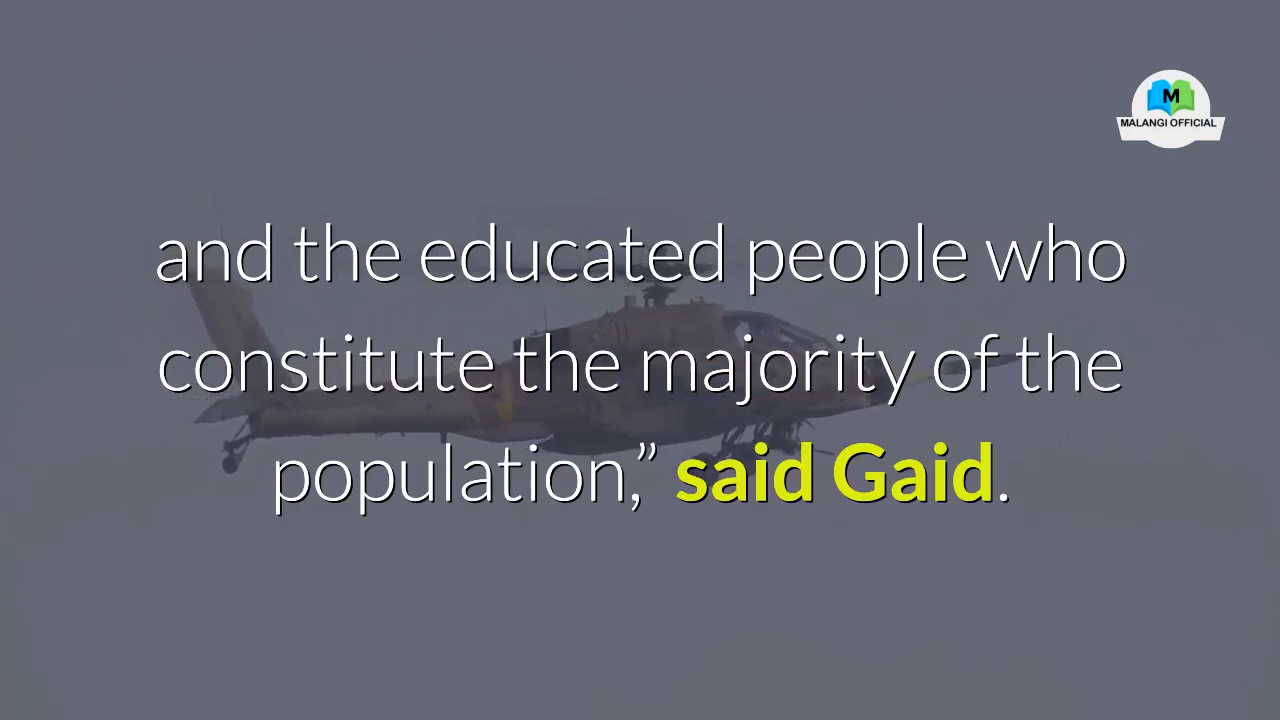 M
MALANGI OFFICIAL
and the educated people who
constitute the majority of the
population,” said Gaid.